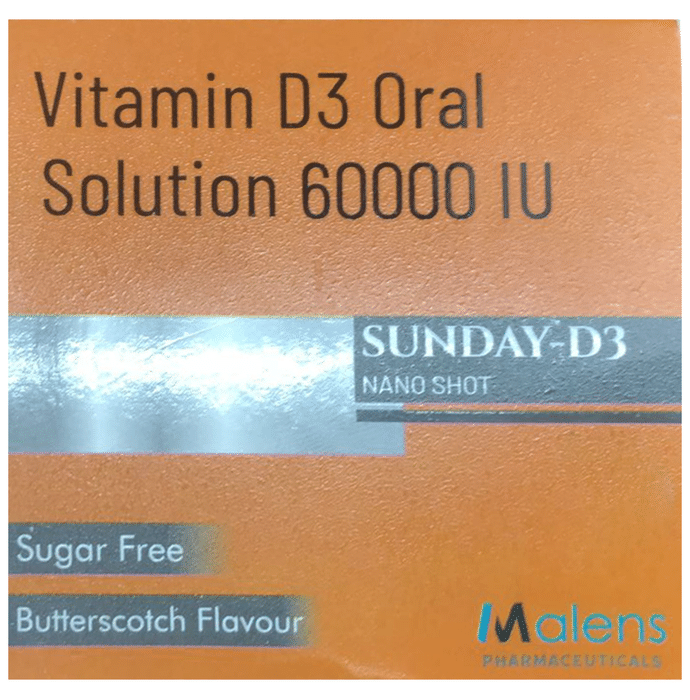 Vitamin D3 Oral
Solution 60000 IU
SUNDAY-D3
NANO SHOT
Sugar Free
Butterscotch Flavour
Malens
PHARMACEUTICALS